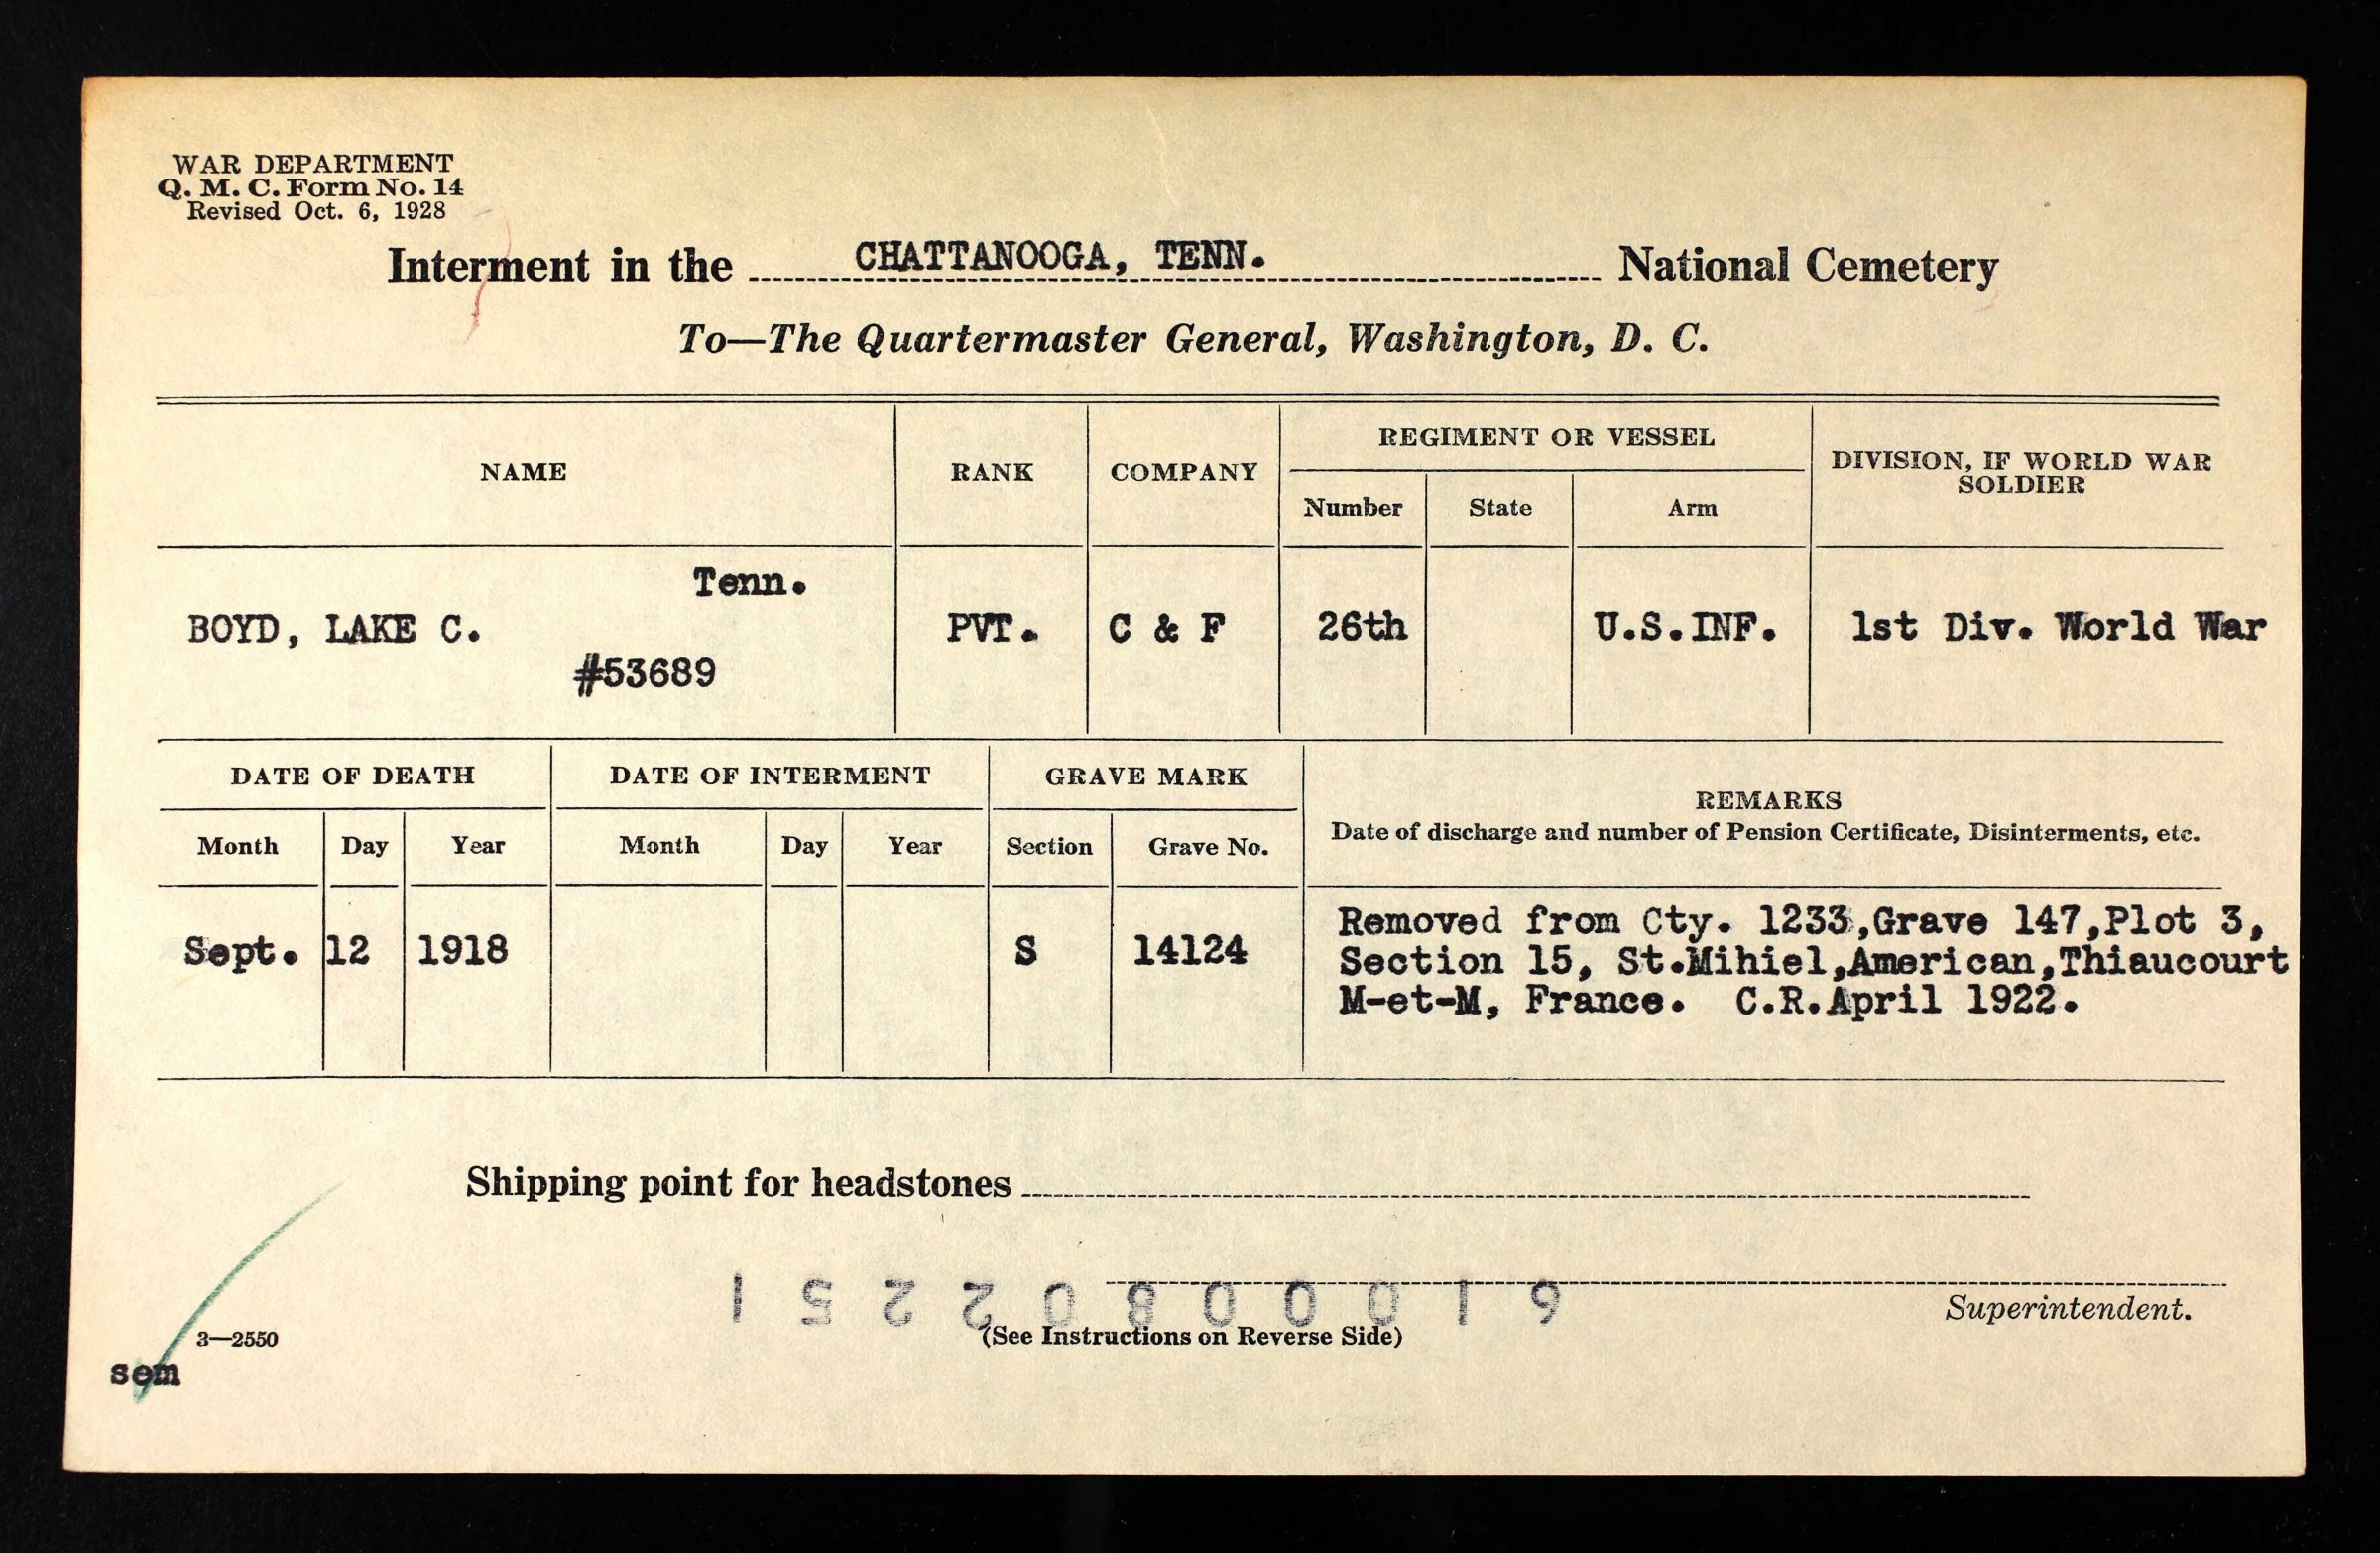 WAR DEPARTMENT
Q. M. C. Form No. 14
Revised Oct. 6, 1928
Interment in the CHATTANOOGA, TENN. National Cemetery
To—The Quartermaster General, Washington, D. C.
NAME RANK COMPANY REGIMENT OR VESSEL DIVISION, IF WORLD WAR SOLDIER
Number State Arm
Tenn.
BOYD, LAKE C. PVT. C & F 26th U.S.INF. 1st Div. World War
#53689
DATE OF DEATH DATE OF INTERMENT GRAVE MARK REMARKS
Date of discharge and number of Pension Certificate, Disinterments, etc.
Month Day Year Month Day Year Section Grave No.
Sept. 12 1918 S 14124
Removed from Cty. 1233,Grave 147,Plot 3,
Section 15, St.Mihiel,American,Thiaucourt
M-et-M, France. C.R.April 1922.
Shipping point for headstones
61000802251
Superintendent.
3—2550
(See Instructions on Reverse Side)
sem